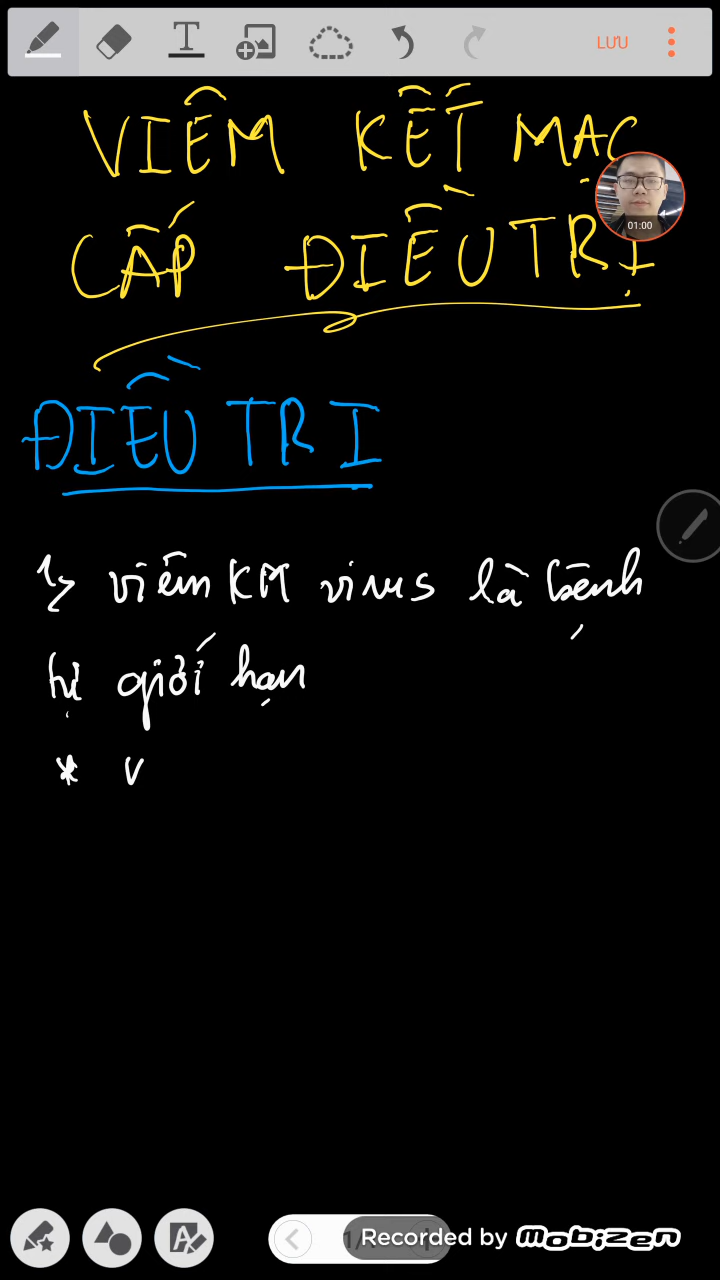 T
LƯU
VIÊM KẾT MẠC
01:00
CẤP ĐIỀU TRỊ
ĐIỀU TRI
1> viêm KM virus là bệnh
tự giới hạn
* v
A
Recorded by mobizen